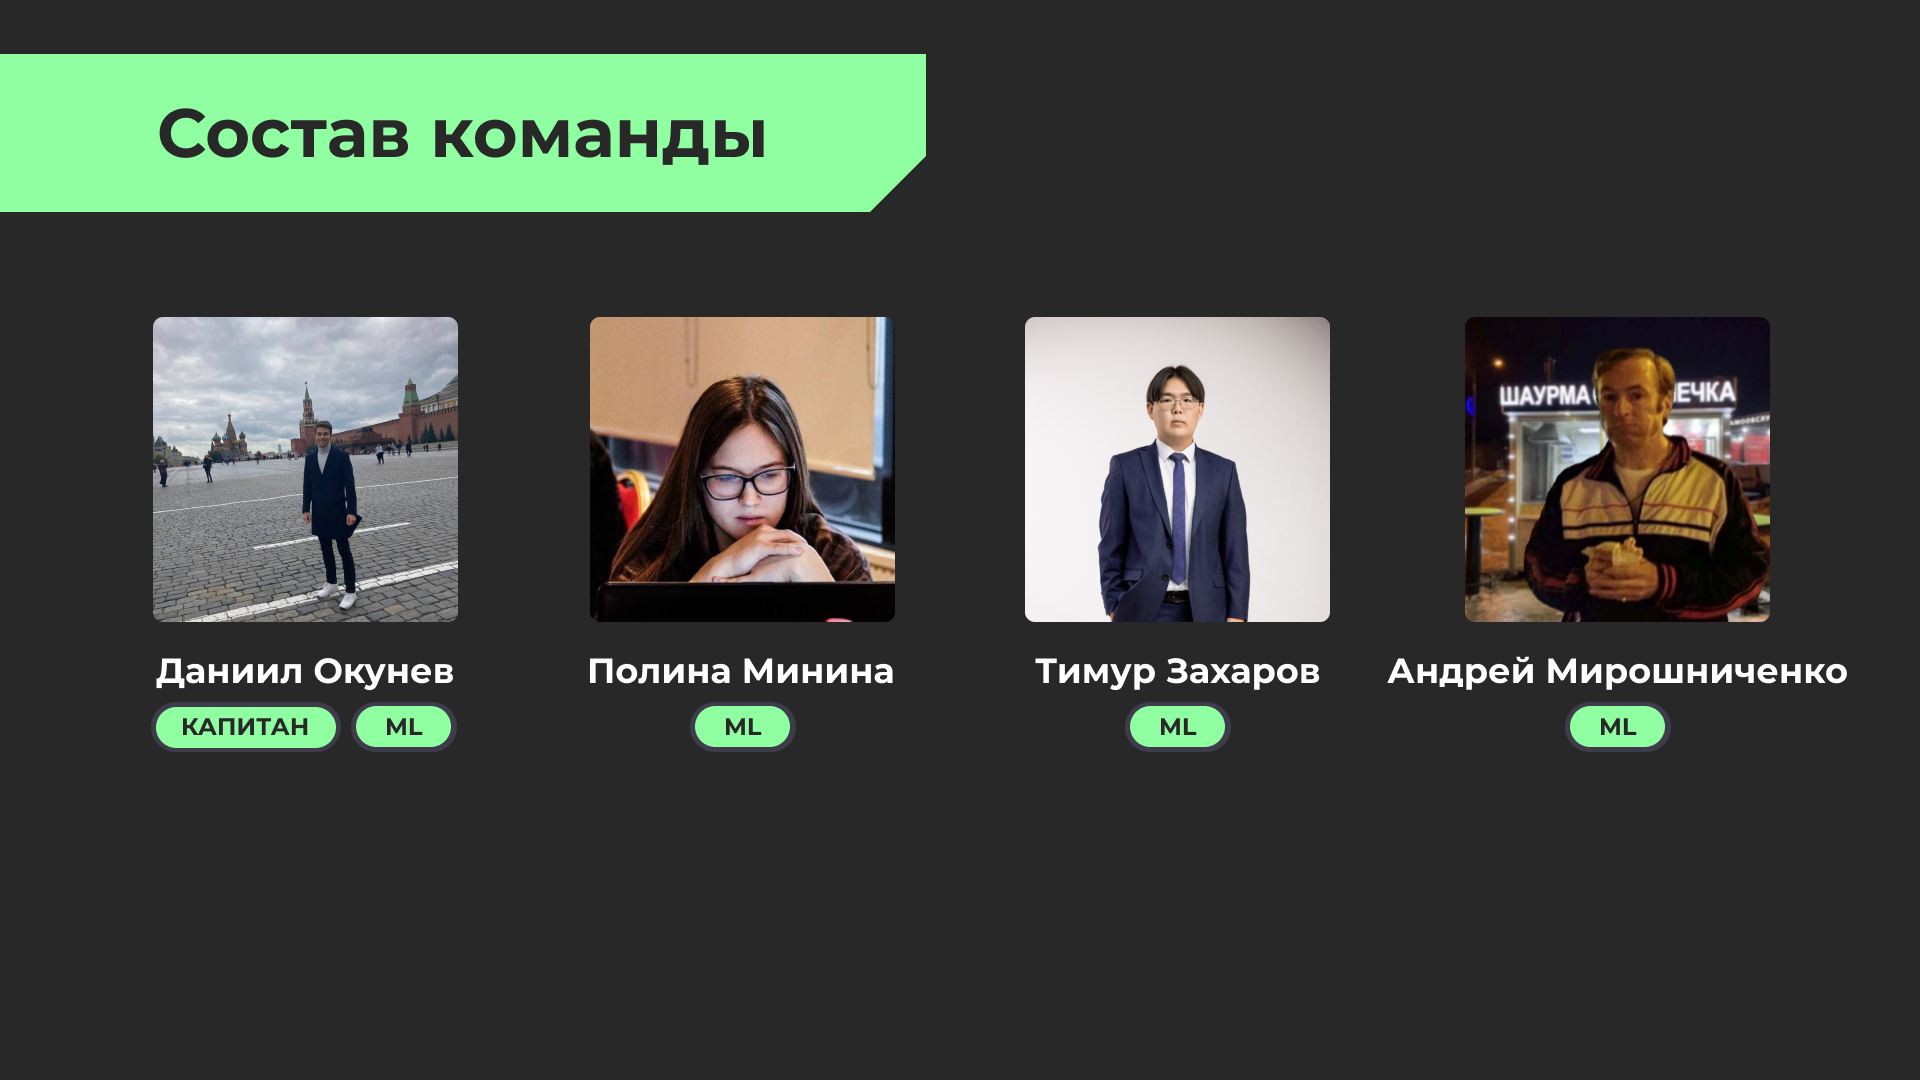 Состав команды
ШАУРМА ЕЧКА
Даниил Окунев
Полина Минина
Тимур Захаров
Андрей Мирошниченко
КАПИТАН
ML
ML
ML
ML